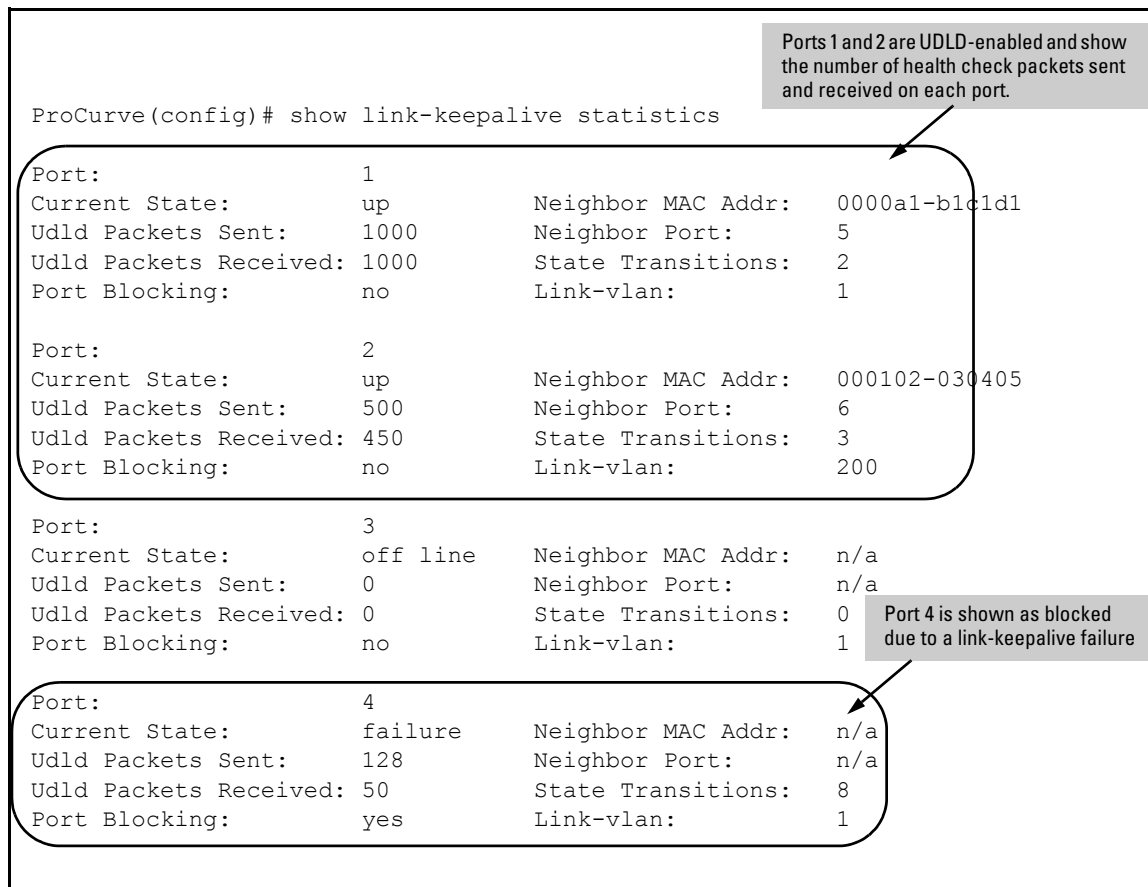 Ports 1 and 2 are UDLD-enabled and show
the number of health check packets sent
and received on each port.
ProCurve(config)# show link-keepalive statistics
Port: 1
Current State: up Neighbor MAC Addr: 0000a1-b1c1d1
Udld Packets Sent: 1000 Neighbor Port: 5
Udld Packets Received: 1000 State Transitions: 2
Port Blocking: no Link-vlan: 1
Port: 2
Current State: up Neighbor MAC Addr: 000102-030405
Udld Packets Sent: 500 Neighbor Port: 6
Udld Packets Received: 450 State Transitions: 3
Port Blocking: no Link-vlan: 200
Port: 3
Current State: off line Neighbor MAC Addr: n/a
Udld Packets Sent: 0 Neighbor Port: n/a
Udld Packets Received: 0 State Transitions: 0
Port Blocking: no Link-vlan: 1
Port 4 is shown as blocked
due to a link-keepalive failure
Port: 4
Current State: failure Neighbor MAC Addr: n/a
Udld Packets Sent: 128 Neighbor Port: n/a
Udld Packets Received: 50 State Transitions: 8
Port Blocking: yes Link-vlan: 1